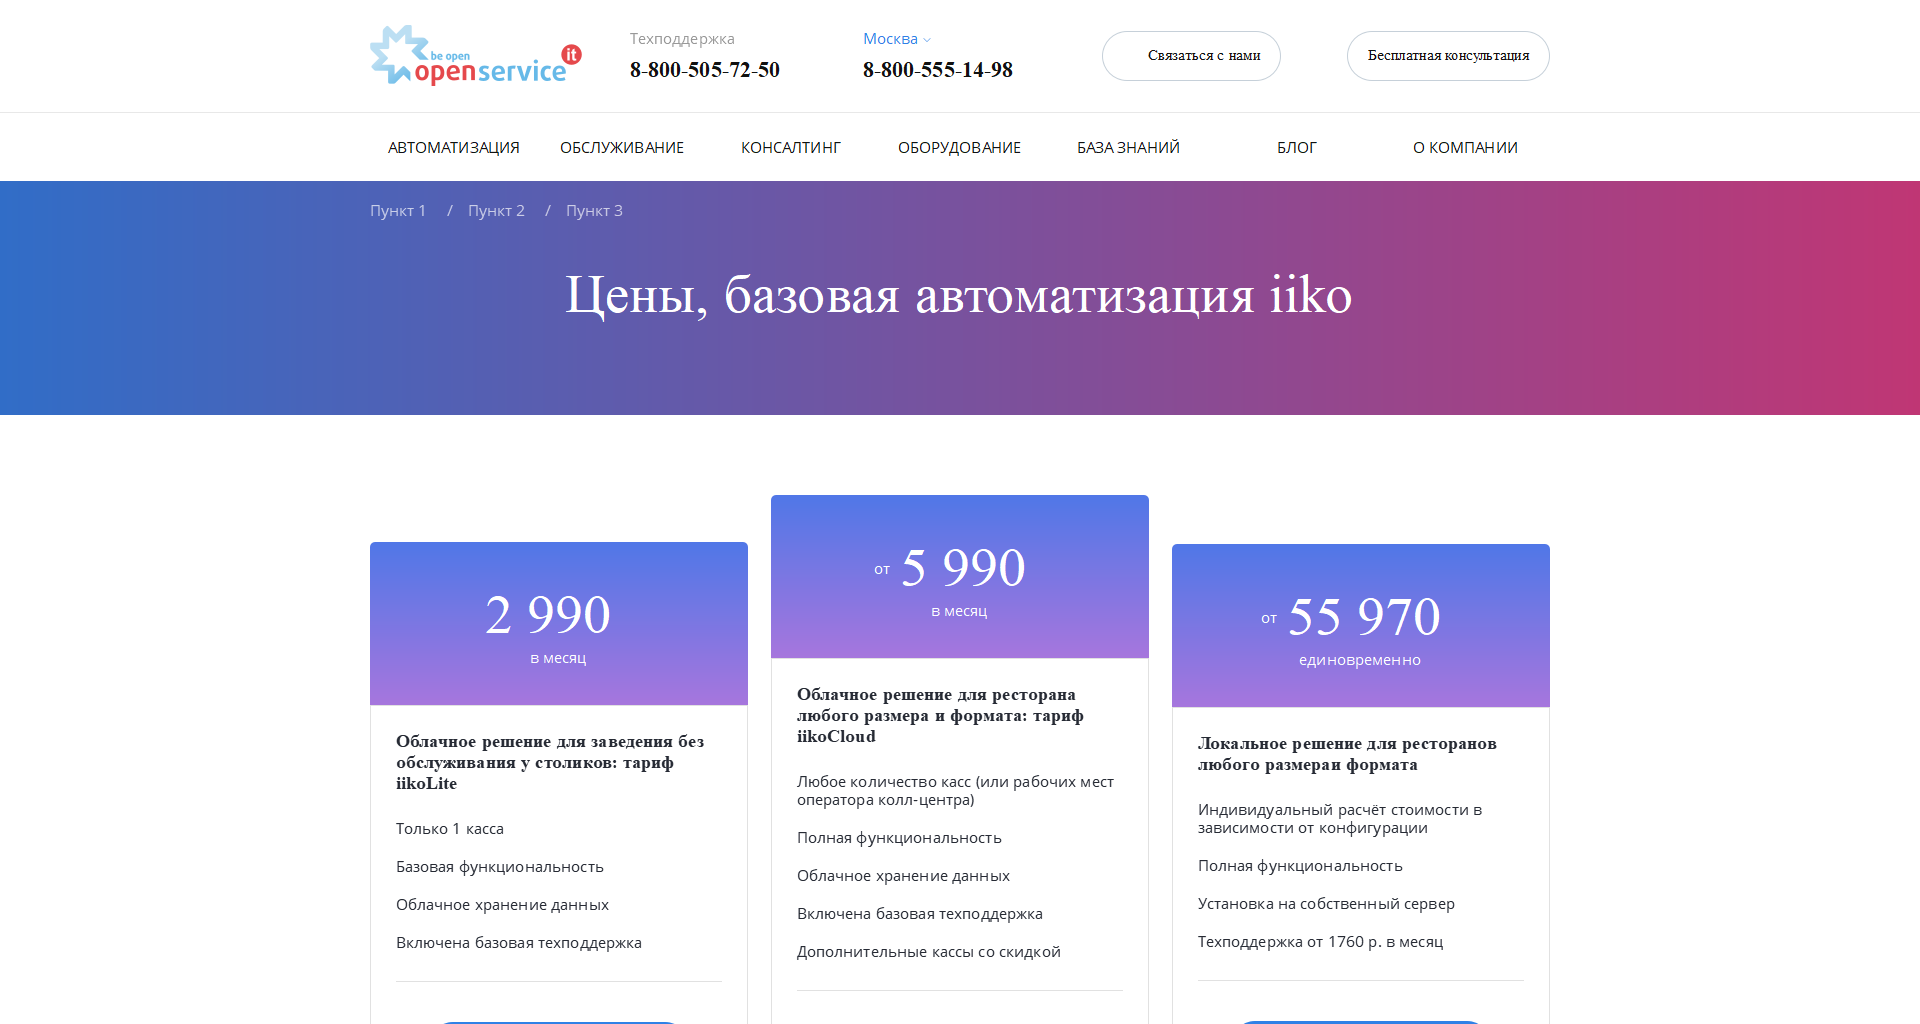 be open
openservice
it
Техподдержка
8-800-505-72-50
Москва
8-800-555-14-98
Связаться с нами
Бесплатная консультация
АВТОМАТИЗАЦИЯ
ОБСЛУЖИВАНИЕ
КОНСАЛТИНГ
ОБОРУДОВАНИЕ
БАЗА ЗНАНИЙ
БЛОГ
О КОМПАНИИ
Пункт 1 / Пункт 2 / Пункт 3
Цены, базовая автоматизация iiko
2 990
в месяц
Облачное решение для заведения без
обслуживания у столиков: тариф
iikoLite
Только 1 касса
Базовая функциональность
Облачное хранение данных
Включена базовая техподдержка
от 5 990
в месяц
Облачное решение для ресторана
любого размера и формата: тариф
iikoCloud
Любое количество касс (или рабочих мест
оператора колл-центра)
Полная функциональность
Облачное хранение данных
Включена базовая техподдержка
Дополнительные кассы со скидкой
от 55 970
единовременно
Локальное решение для ресторанов
любого размераи формата
Индивидуальный расчёт стоимости в
зависимости от конфигурации
Полная функциональность
Установка на собственный сервер
Техподдержка от 1760 р. в месяц